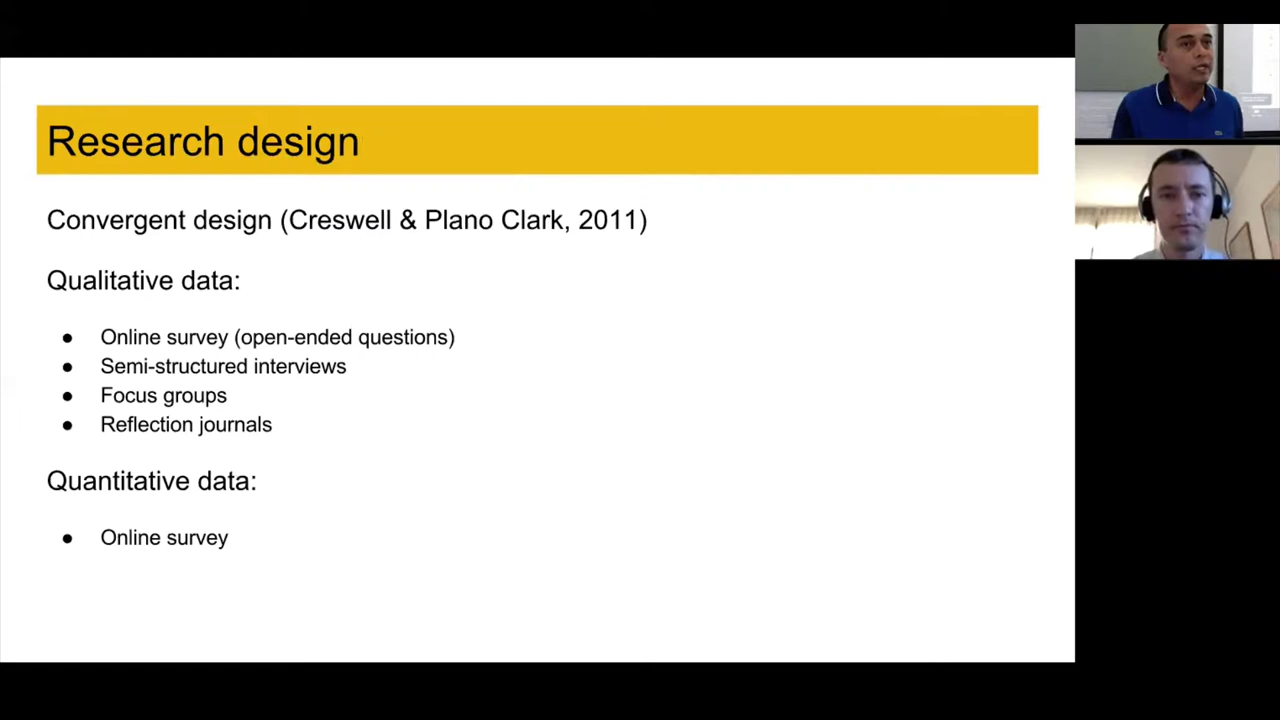 Research design
Convergent design (Creswell & Plano Clark, 2011)
Qualitative data:
● Online survey (open-ended questions)
● Semi-structured interviews
● Focus groups
● Reflection journals
Quantitative data:
● Online survey